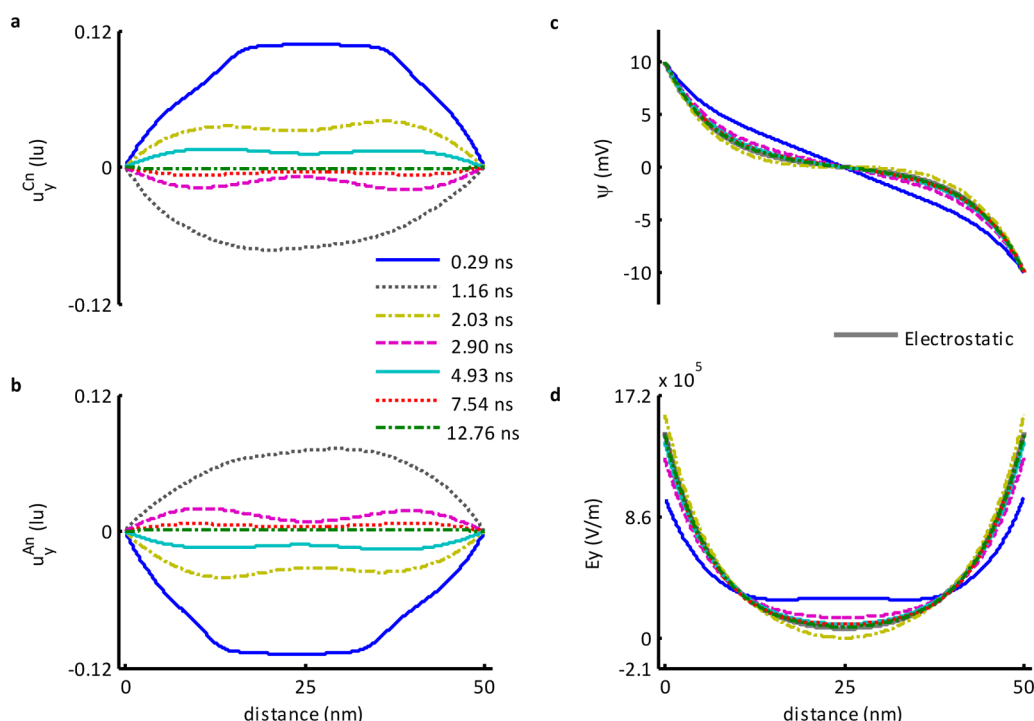 a
0.12
0
-0.12
u_y^Cn (lu)
0.29 ns
1.16 ns
2.03 ns
2.90 ns
4.93 ns
7.54 ns
12.76 ns
b
0.12
0
-0.12
u_y^An (lu)
0 25 50
distance (nm)
c
10
5
0
-5
-10
ψ (mV)
Electrostatic
d
x 10^5
17.2
8.6
0
-2.1
Ey (V/m)
0 25 50
distance (nm)